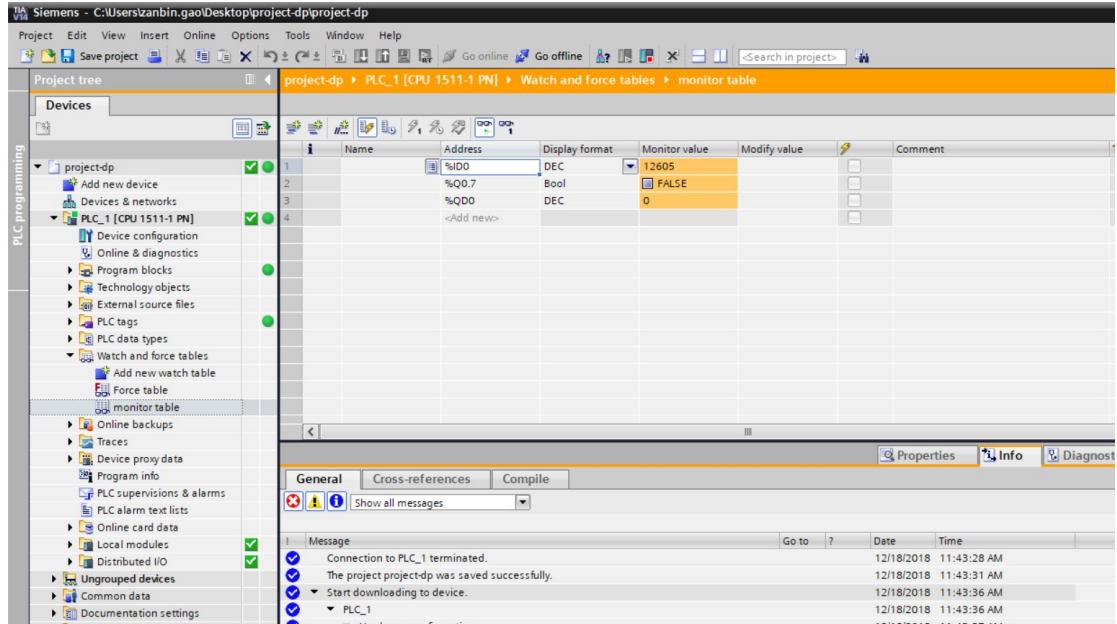 TIA V14 Siemens - C:\Users\zanbin.gao\Desktop\project-dp\project-dp
Project Edit View Insert Online Options Tools Window Help
Save project Go online Go offline <Search in project>
Project tree
project-dp PLC_1 [CPU 1511-1 PN] Watch and force tables monitor table
Devices
PLC programming
i Name Address Display format Monitor value Modify value Comment
1 %ID0 DEC 12605
2 %Q0.7 Bool FALSE
3 %QD0 DEC 0
4 <Add new>
project-dp
Add new device
Devices & networks
PLC_1 [CPU 1511-1 PN]
Device configuration
Online & diagnostics
Program blocks
Technology objects
External source files
PLC tags
PLC data types
Watch and force tables
Add new watch table
Force table
monitor table
Online backups
Traces
Device proxy data
Program info
PLC supervisions & alarms
PLC alarm text lists
Online card data
Local modules
Distributed I/O
Ungrouped devices
Common data
Documentation settings
Properties Info Diagnost
General Cross-references Compile
Show all messages
! Message Go to ? Date Time
Connection to PLC_1 terminated. 12/18/2018 11:43:28 AM
The project project-dp was saved successfully. 12/18/2018 11:43:31 AM
Start downloading to device. 12/18/2018 11:43:36 AM
PLC_1 12/18/2018 11:43:36 AM